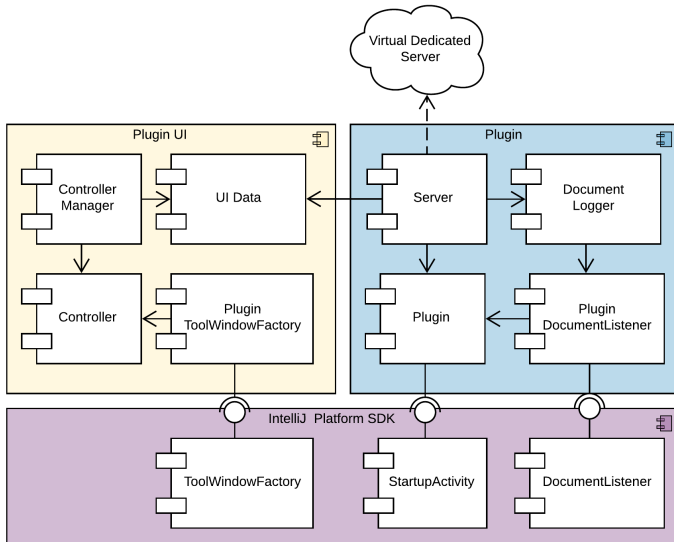 Virtual Dedicated
Server
Plugin UI
Controller
Manager
UI Data
Controller
Plugin
ToolWindowFactory
Plugin
Server
Document
Logger
Plugin
Plugin
DocumentListener
IntelliJ Platform SDK
ToolWindowFactory
StartupActivity
DocumentListener